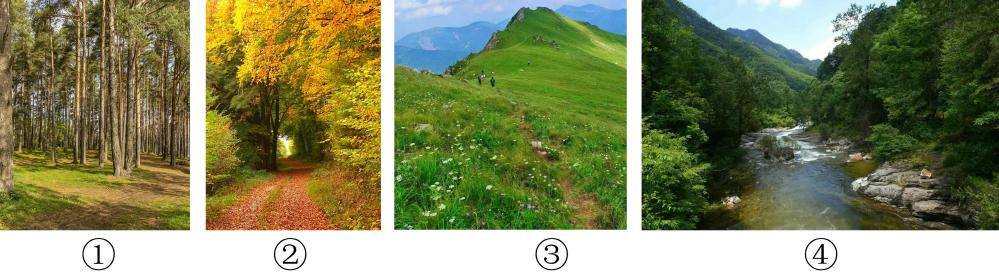 ① ② ③ ④